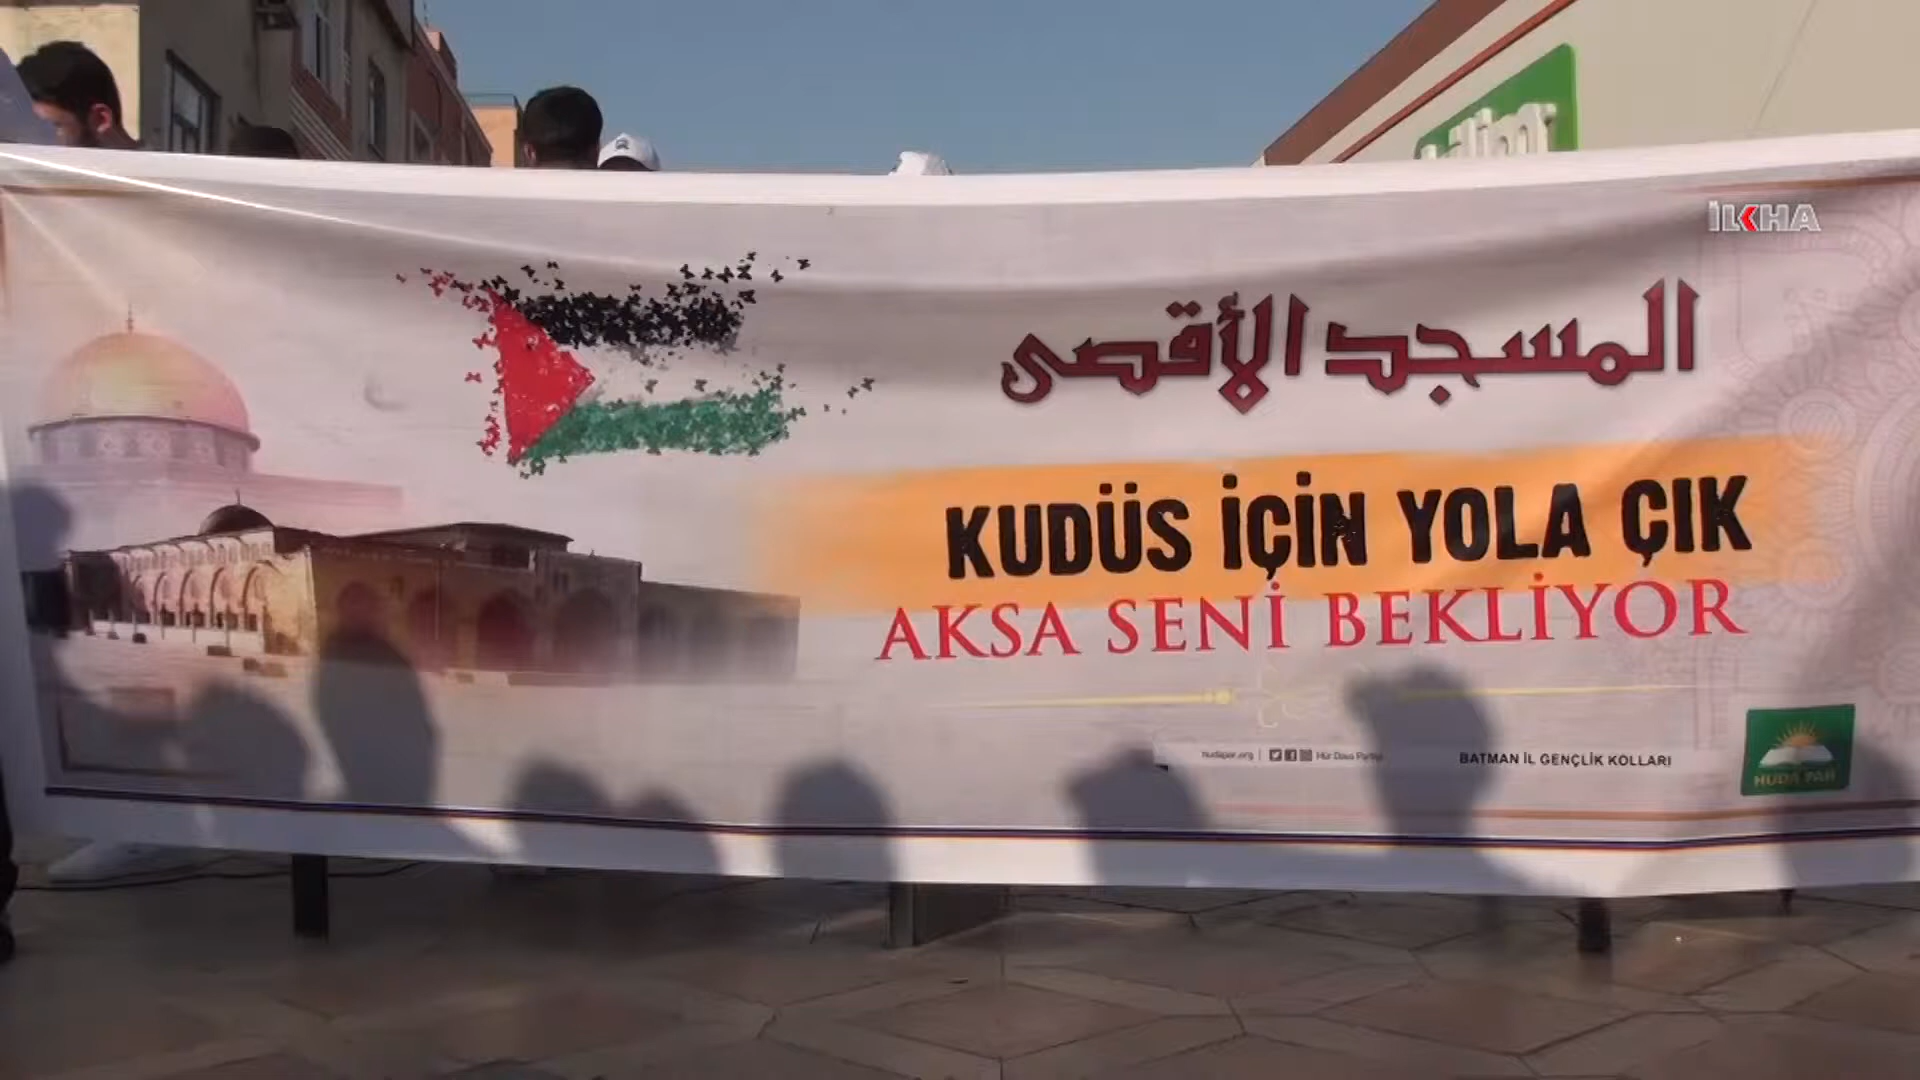 İLKHA
المسجد الأقصى
KUDÜS İÇİN YOLA ÇIK
AKSA SENİ BEKLİYOR
hudapar.org | Hür Dava Partisi
BATMAN İL GENÇLİK KOLLARI
HÜDA PAR